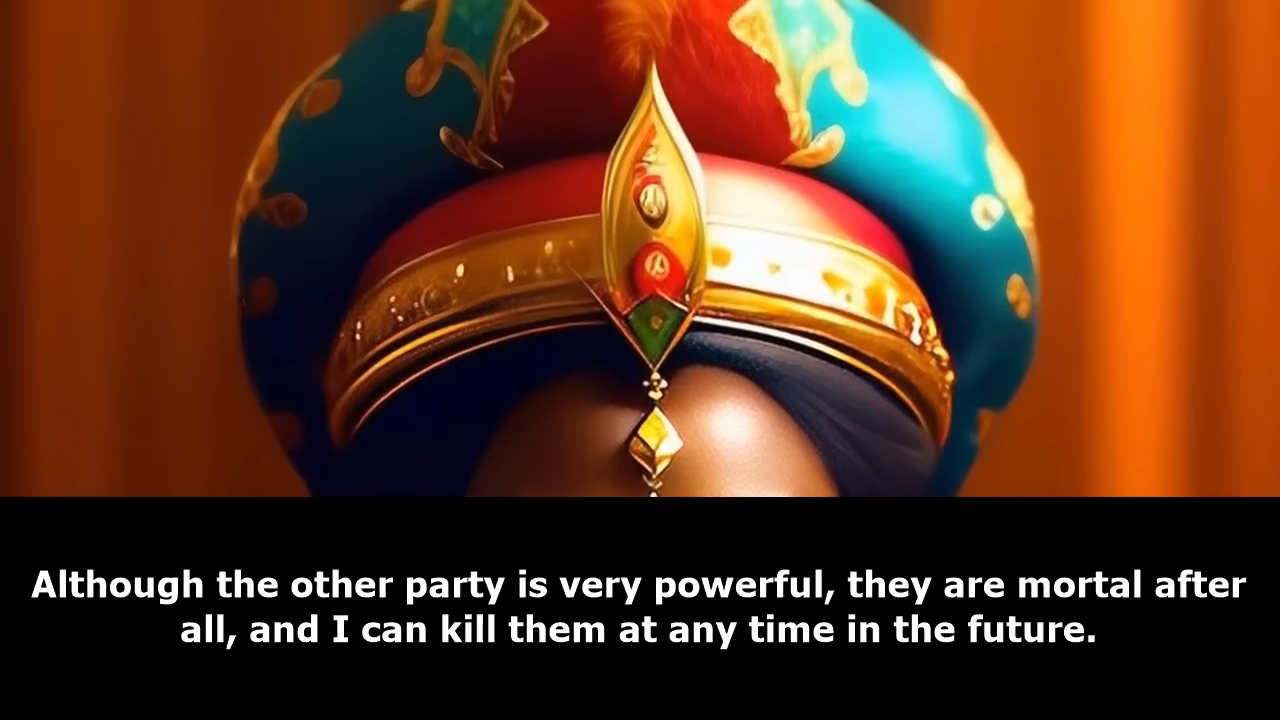 Although the other party is very powerful, they are mortal after
all, and I can kill them at any time in the future.